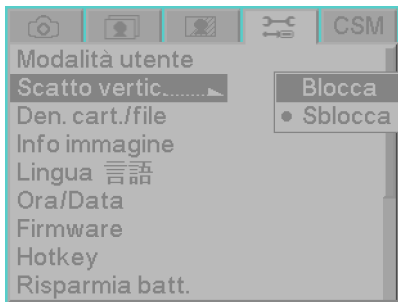 CSM
Modalità utente
Scatto vertic......... Blocca
Den. cart./file Sblocca
Info immagine
Lingua 言語
Ora/Data
Firmware
Hotkey
Risparmia batt.